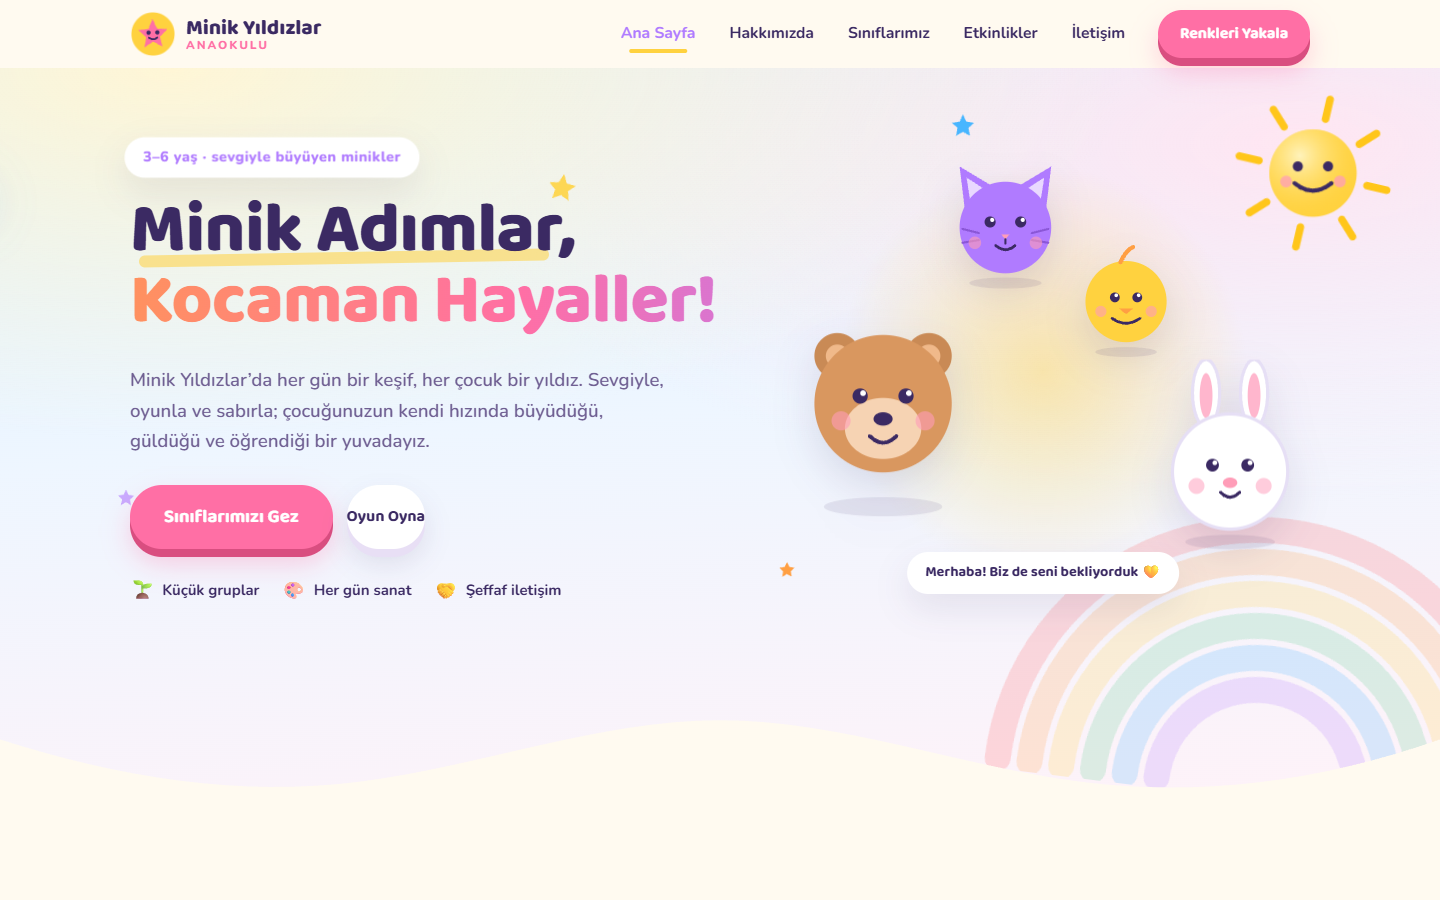 Minik Yıldızlar
ANAOKULU
Ana Sayfa
Hakkımızda
Sınıflarımız
Etkinlikler
İletişim
Renkleri Yakala
3–6 yaş · sevgiyle büyüyen minikler
Minik Adımlar,
Kocaman Hayaller!
Minik Yıldızlar’da her gün bir keşif, her çocuk bir yıldız. Sevgiyle,
oyunla ve sabırla; çocuğunuzun kendi hızında büyüdüğü,
güldüğü ve öğrendiği bir yuvadayız.
Sınıflarımızı Gez
Oyun Oyna
Küçük gruplar
Her gün sanat
Şeffaf iletişim
Merhaba! Biz de seni bekliyorduk 💛